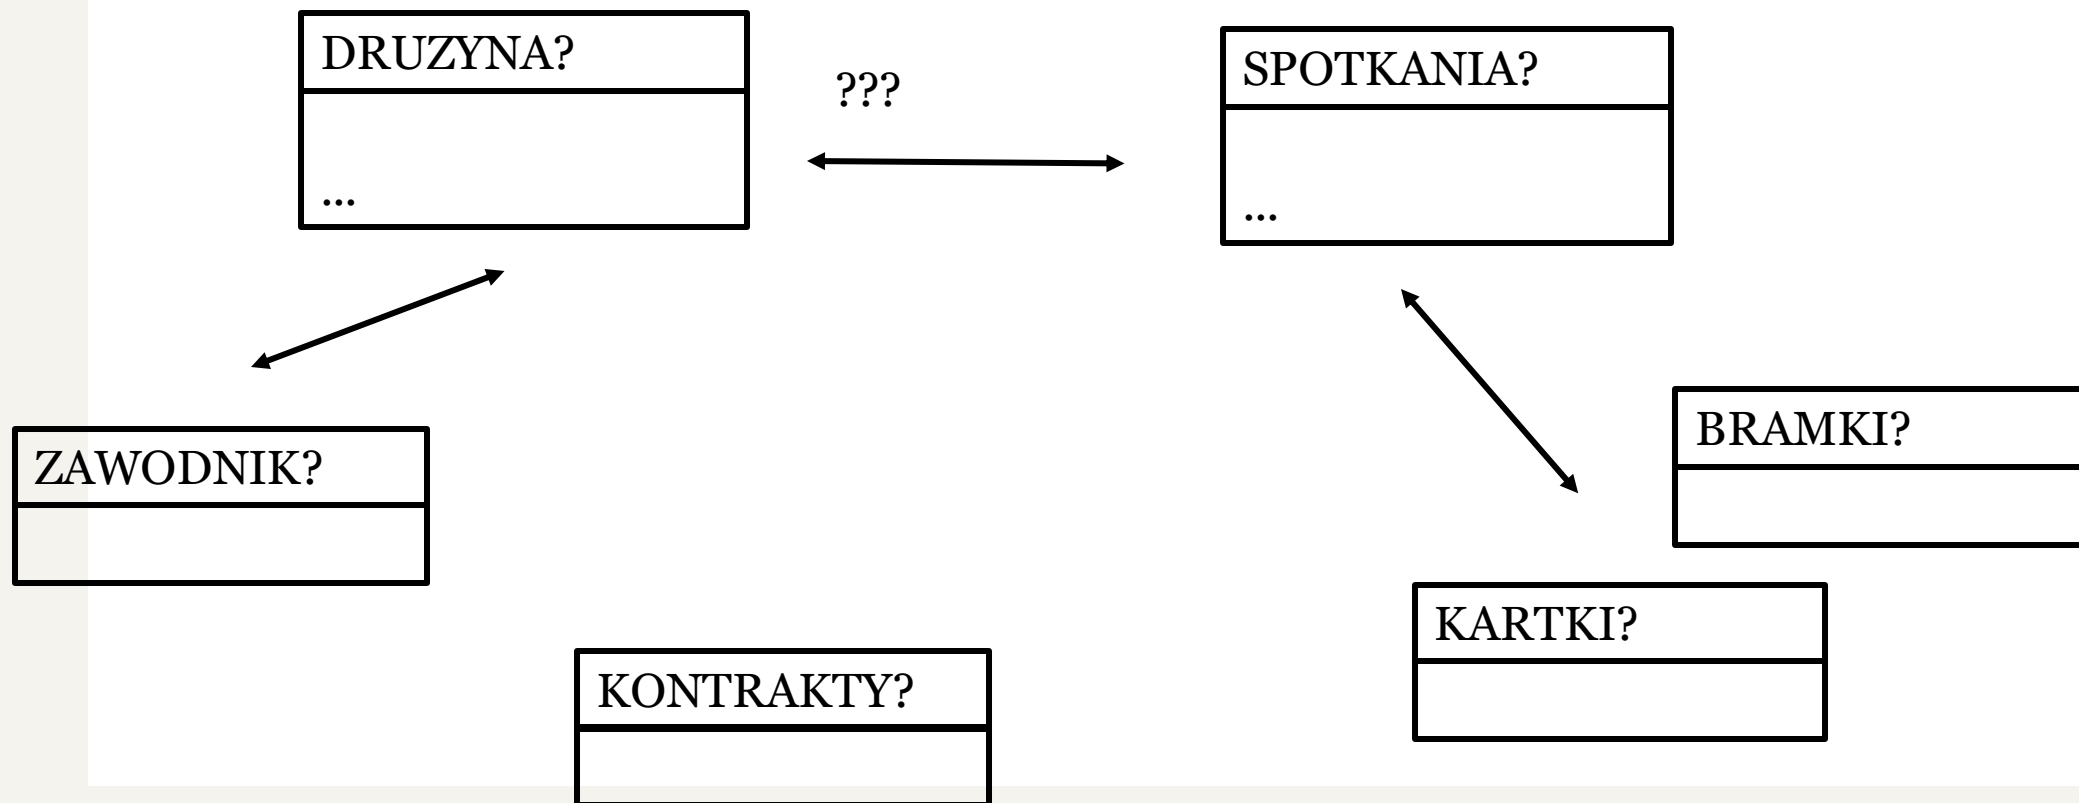 DRUZYNA?
...
???
SPOTKANIA?
...
ZAWODNIK?
BRAMKI?
KARTKI?
KONTRAKTY?